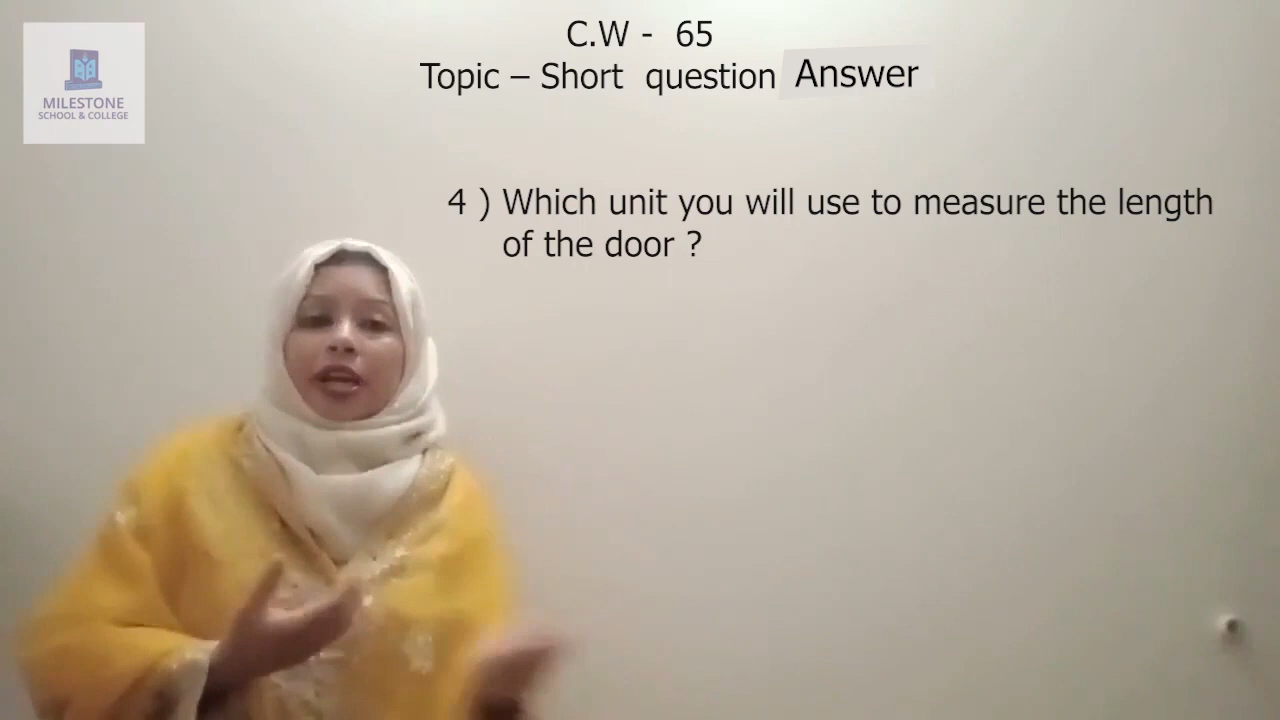 MILESTONE
SCHOOL & COLLEGE
C.W - 65
Topic – Short question Answer
4 ) Which unit you will use to measure the length
of the door ?